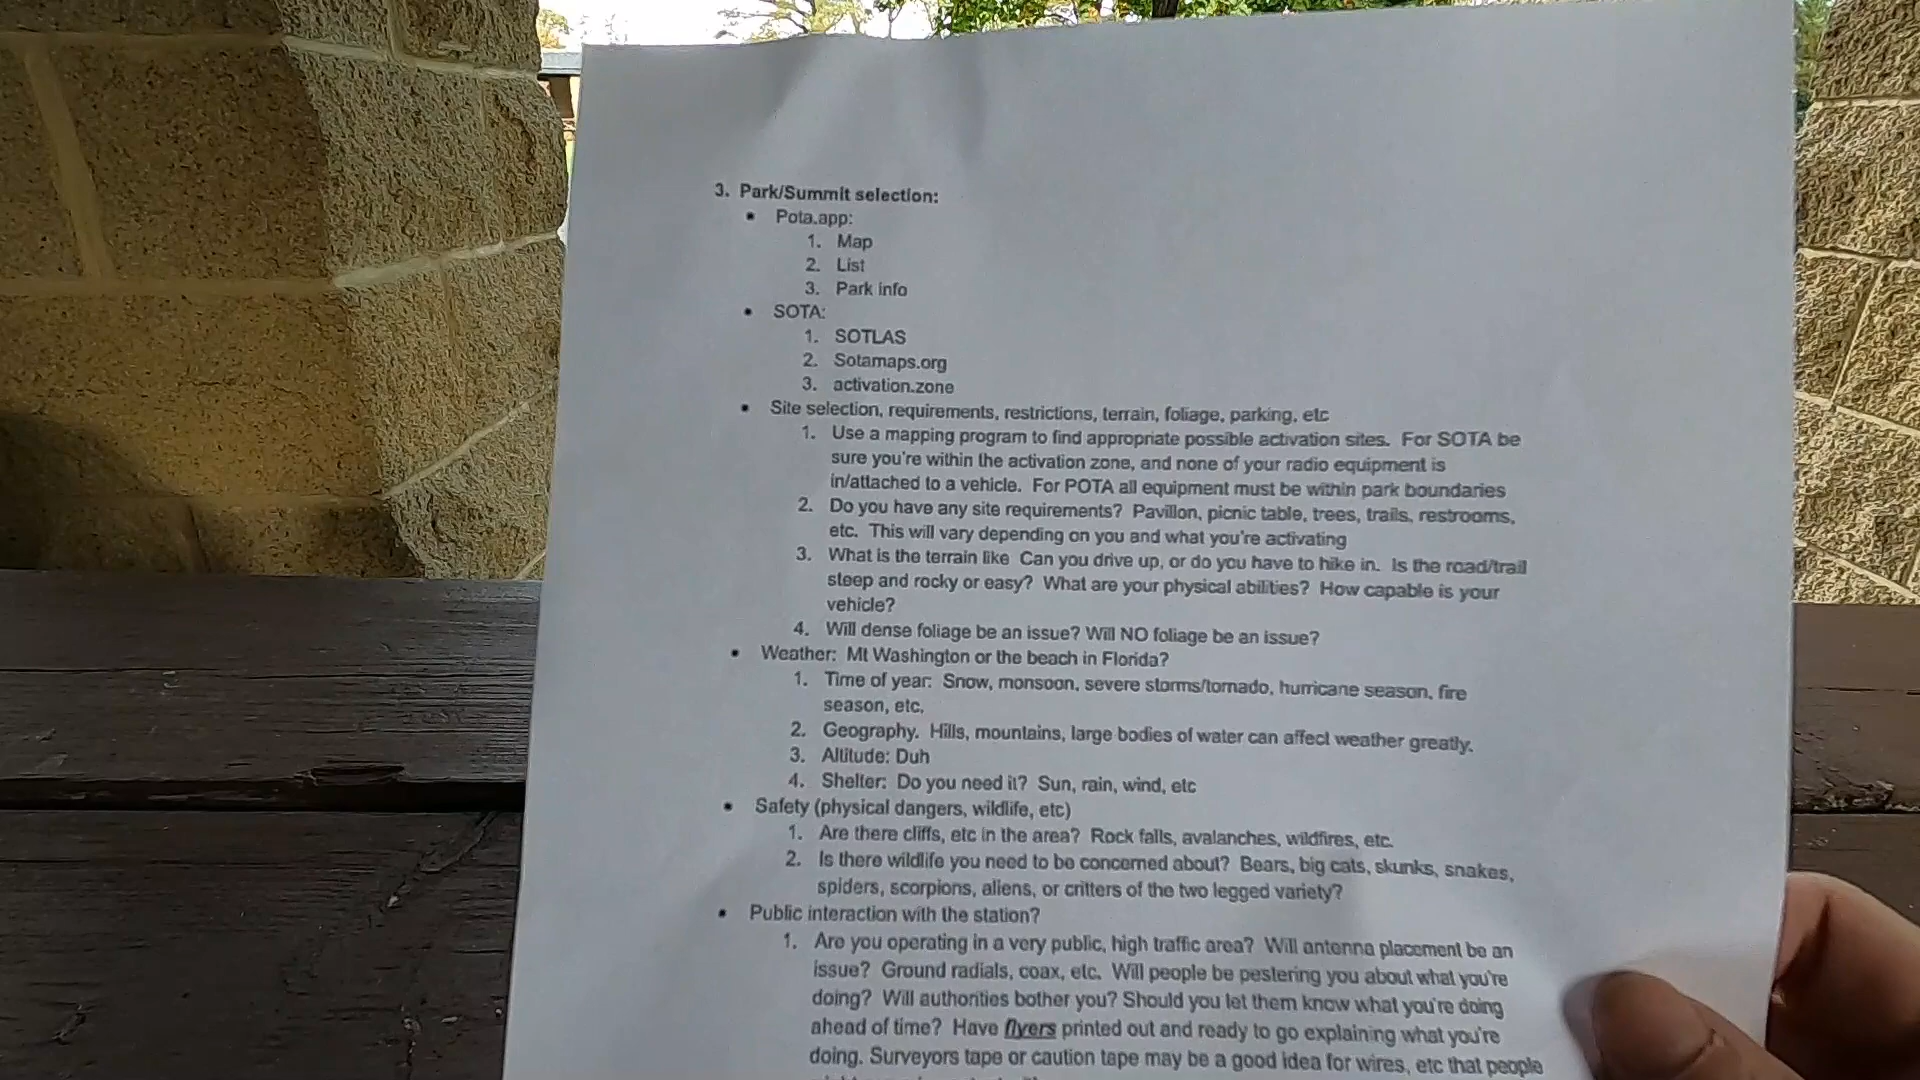 3. Park/Summit selection:
• Pota.app:
1. Map
2. List
3. Park info
• SOTA:
1. SOTLAS
2. Sotamaps.org
3. activation.zone
• Site selection, requirements, restrictions, terrain, foliage, parking, etc
1. Use a mapping program to find appropriate possible activation sites. For SOTA be
sure you're within the activation zone, and none of your radio equipment is
in/attached to a vehicle. For POTA all equipment must be within park boundaries
2. Do you have any site requirements? Pavilion, picnic table, trees, trails, restrooms,
etc. This will vary depending on you and what you're activating
3. What is the terrain like Can you drive up, or do you have to hike in. Is the road/trail
steep and rocky or easy? What are your physical abilities? How capable is your
vehicle?
4. Will dense foliage be an issue? Will NO foliage be an issue?
• Weather: Mt Washington or the beach in Florida?
1. Time of year: Snow, monsoon, severe storms/tornado, hurricane season, fire
season, etc,
2. Geography. Hills, mountains, large bodies of water can affect weather greatly.
3. Altitude: Duh
4. Shelter: Do you need it? Sun, rain, wind, etc
• Safety (physical dangers, wildlife, etc)
1. Are there cliffs, etc in the area? Rock falls, avalanches, wildfires, etc.
2. Is there wildlife you need to be concerned about? Bears, big cats, skunks, snakes,
spiders, scorpions, aliens, or critters of the two legged variety?
• Public interaction with the station?
1. Are you operating in a very public, high traffic area? Will antenna placement be an
issue? Ground radials, coax, etc. Will people be pestering you about what you're
doing? Will authorities bother you? Should you let them know what you're doing
ahead of time? Have flyers printed out and ready to go explaining what you're
doing. Surveyors tape or caution tape may be a good idea for wires, etc that people